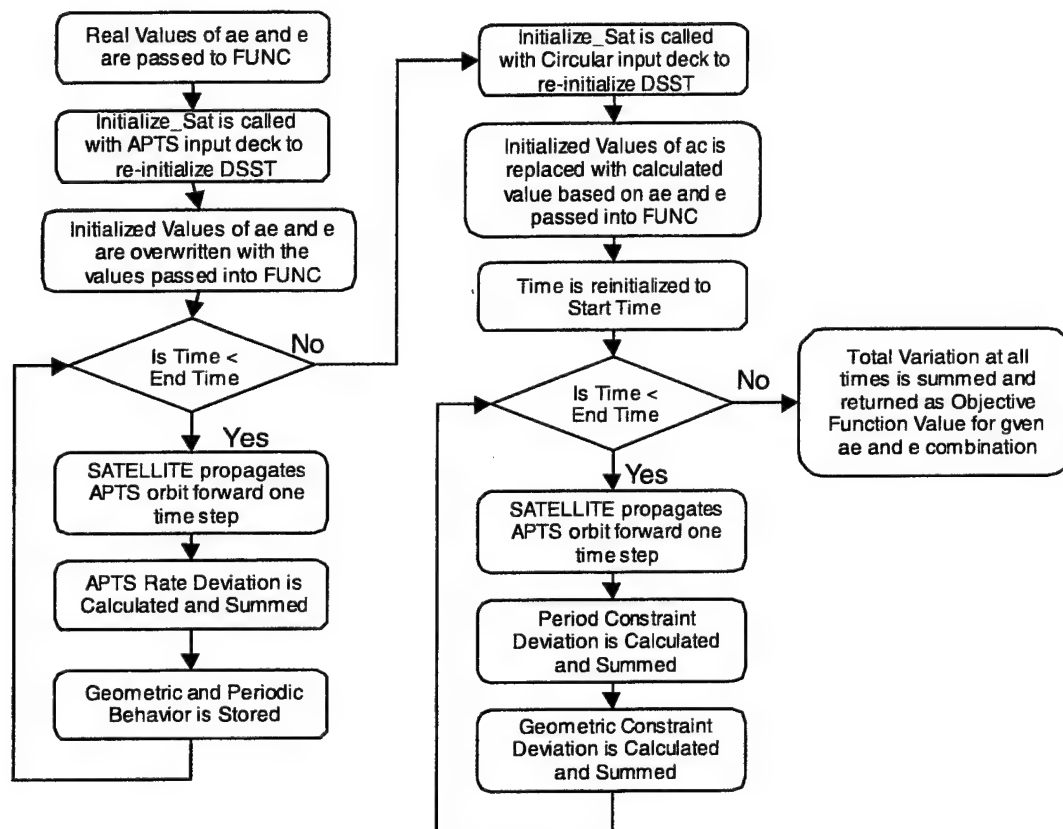 Real Values of ae and e
are passed to FUNC
Initialize_Sat is called
with APTS input deck to
re-initialize DSST
Initialized Values of ae and e
are overwritten with the
values passed into FUNC
Is Time <
End Time
No
Yes
SATELLITE propagates
APTS orbit forward one
time step
APTS Rate Deviation is
Calculated and Summed
Geometric and Periodic
Behavior is Stored
Initialize_Sat is called
with Circular input deck to
re-initialize DSST
Initialized Values of ac is
replaced with calculated
value based on ae and e
passed into FUNC
Time is reinitialized to
Start Time
Is Time <
End Time
No
Yes
SATELLITE propagates
APTS orbit forward one
time step
Period Constraint
Deviation is Calculated
and Summed
Geometric Constraint
Deviation is Calculated
and Summed
Total Variation at all
times is summed and
returned as Objective
Function Value for gven
ae and e combination